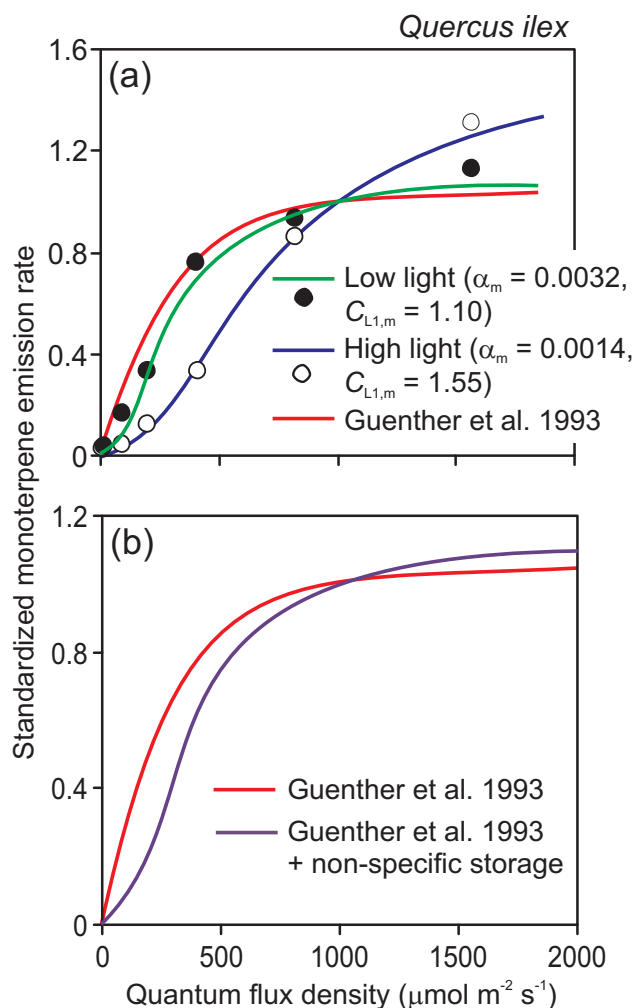 Quercus ilex
(a)
1.6
1.2
0.8
0.4
0
Low light (αm = 0.0032,
CL1,m = 1.10)
High light (αm = 0.0014,
CL1,m = 1.55)
Guenther et al. 1993
Standardized monoterpene emission rate
(b)
1.2
0.8
0.4
0
Guenther et al. 1993
Guenther et al. 1993
+ non-specific storage
0 500 1000 1500 2000
Quantum flux density (μmol m-2 s-1)